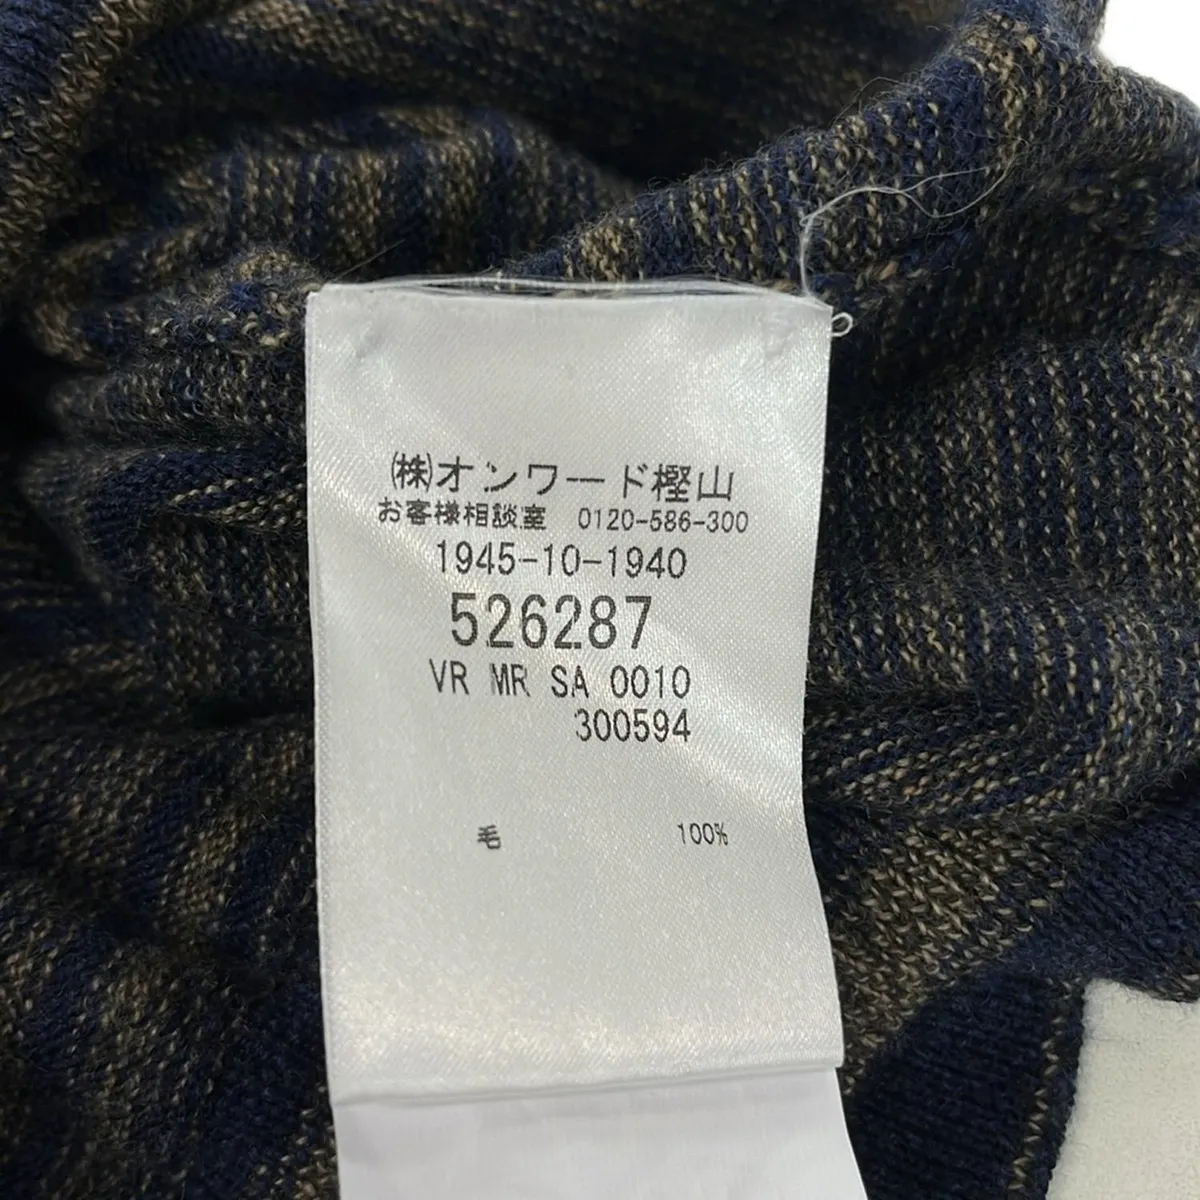 ㈱オンワード樫山
お客様相談室 0120-586-300
1945-10-1940
526287
VR MR SA 0010
300594
毛 100%